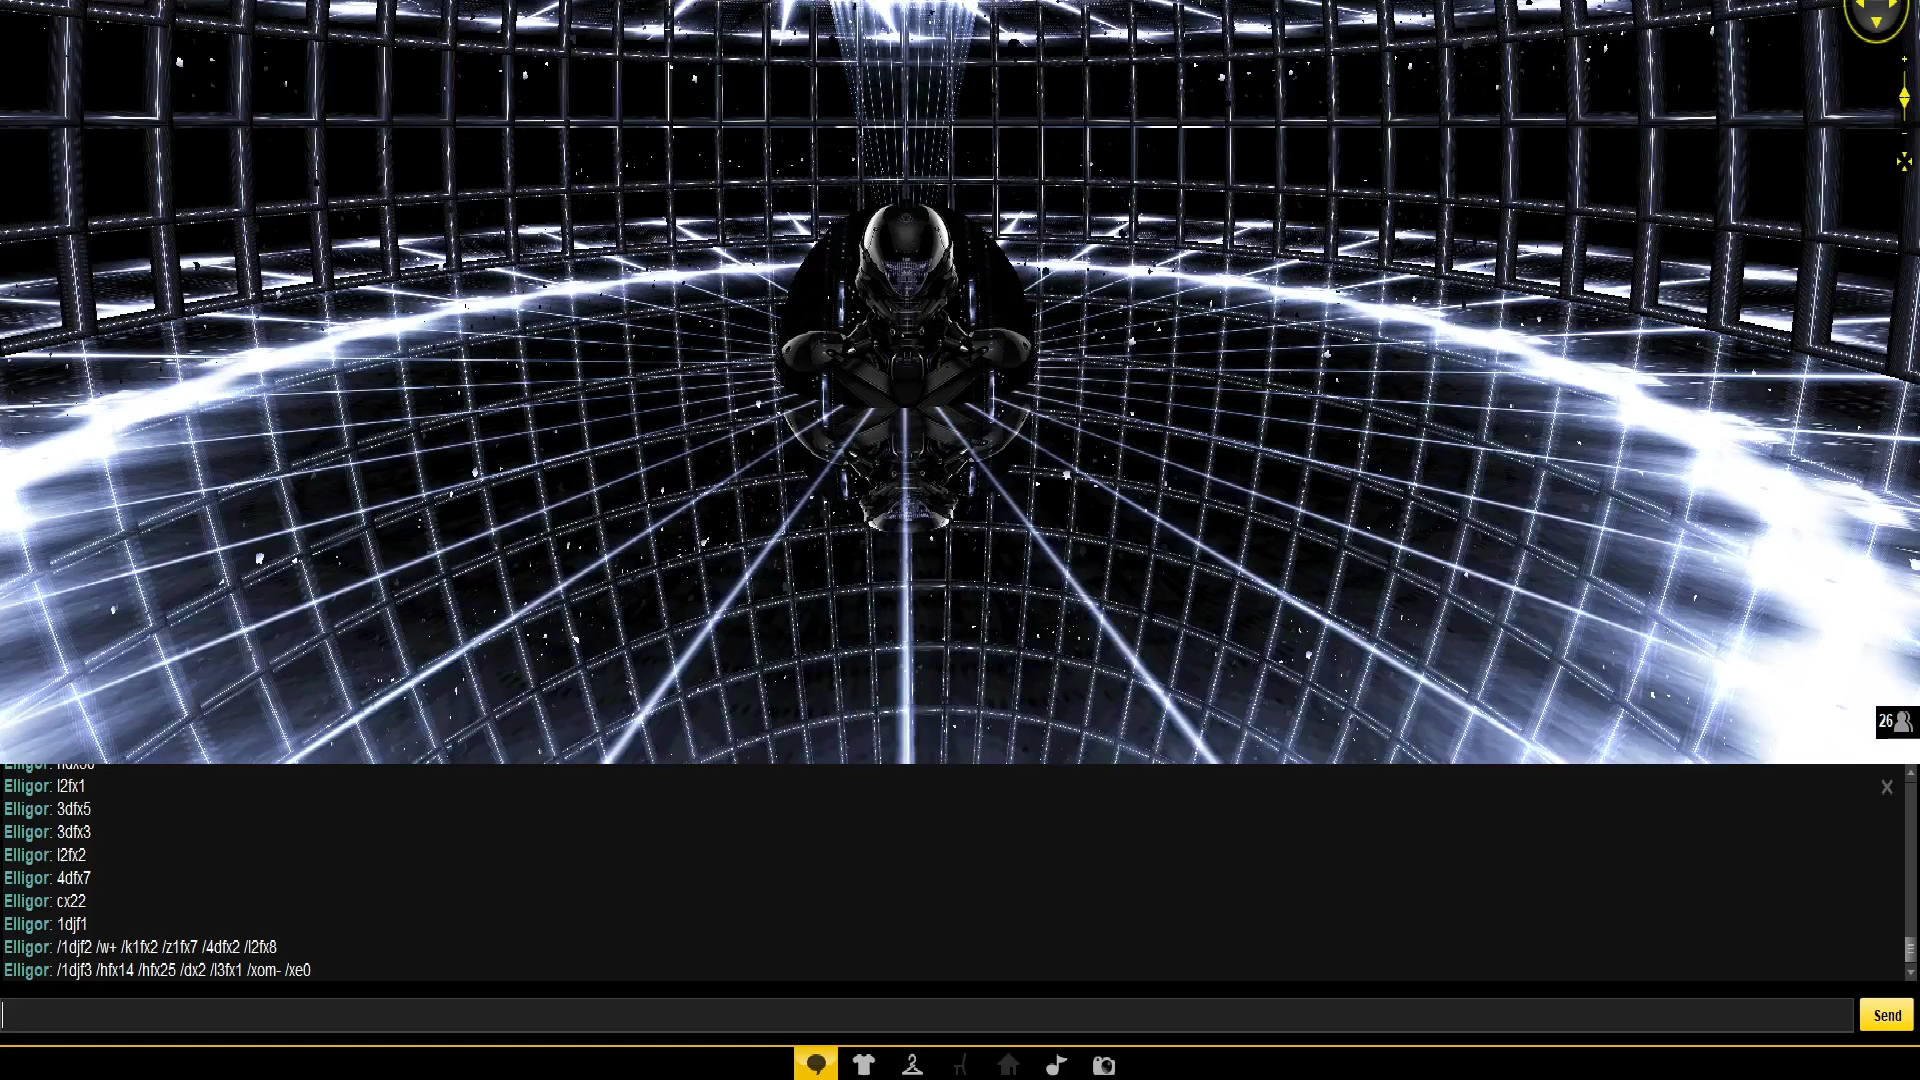 26
Elligor:
Elligor: l2fx1
Elligor: 3dfx5
Elligor: 3dfx3
Elligor: l2fx2
Elligor: 4dfx7
Elligor: cx22
Elligor: 1djf1
Elligor: /1djf2 /w+ /k1fx2 /z1fx7 /4dfx2 /l2fx8
Elligor: /1djf3 /hfx14 /hfx25 /dx2 /l3fx1 /xom- /xe0
Send